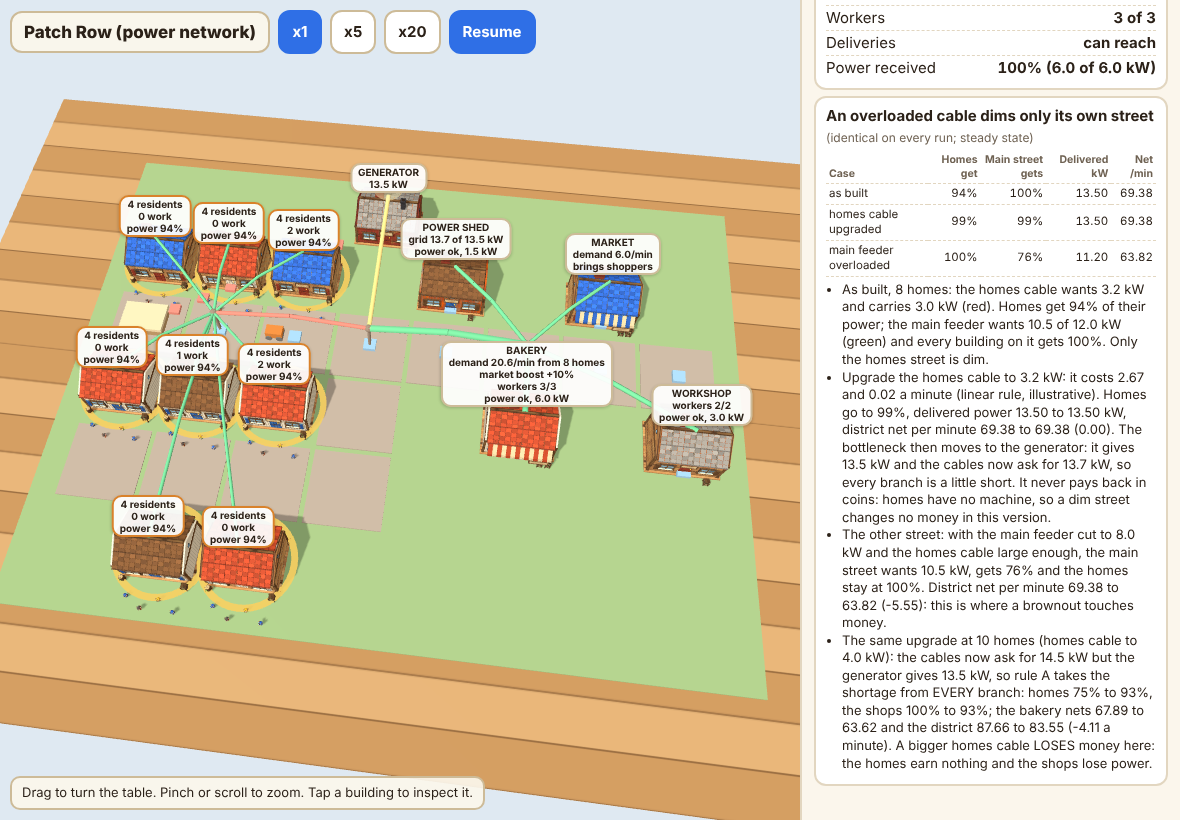 Patch Row (power network)
x1
x5
x20
Resume
GENERATOR
13.5 kW
4 residents
0 work
power 94%
4 residents
0 work
power 94%
4 residents
2 work
power 94%
POWER SHED
grid 13.7 of 13.5 kW
power ok, 1.5 kW
MARKET
demand 6.0/min
brings shoppers
4 residents
0 work
power 94%
4 residents
1 work
power 94%
4 residents
2 work
power 94%
BAKERY
demand 20.6/min from 8 homes
market boost +10%
workers 3/3
power ok, 6.0 kW
WORKSHOP
workers 2/2
power ok, 3.0 kW
4 residents
0 work
power 94%
4 residents
0 work
power 94%
Drag to turn the table. Pinch or scroll to zoom. Tap a building to inspect it.
Workers 3 of 3
Deliveries can reach
Power received 100% (6.0 of 6.0 kW)
An overloaded cable dims only its own street
(identical on every run; steady state)
Case Homes get Main street gets Delivered kW Net /min
as built 94% 100% 13.50 69.38
homes cable upgraded 99% 99% 13.50 69.38
main feeder overloaded 100% 76% 11.20 63.82
• As built, 8 homes: the homes cable wants 3.2 kW
and carries 3.0 kW (red). Homes get 94% of their
power; the main feeder wants 10.5 of 12.0 kW
(green) and every building on it gets 100%. Only
the homes street is dim.
• Upgrade the homes cable to 3.2 kW: it costs 2.67
and 0.02 a minute (linear rule, illustrative). Homes
go to 99%, delivered power 13.50 to 13.50 kW,
district net per minute 69.38 to 69.38 (0.00). The
bottleneck then moves to the generator: it gives
13.5 kW and the cables now ask for 13.7 kW, so
every branch is a little short. It never pays back in
coins: homes have no machine, so a dim street
changes no money in this version.
• The other street: with the main feeder cut to 8.0
kW and the homes cable large enough, the main
street wants 10.5 kW, gets 76% and the homes
stay at 100%. District net per minute 69.38 to
63.82 (-5.55): this is where a brownout touches
money.
• The same upgrade at 10 homes (homes cable to
4.0 kW): the cables now ask for 14.5 kW but the
generator gives 13.5 kW, so rule A takes the
shortage from EVERY branch: homes 75% to 93%,
the shops 100% to 93%; the bakery nets 67.89 to
63.62 and the district 87.66 to 83.55 (-4.11 a
minute). A bigger homes cable LOSES money here:
the homes earn nothing and the shops lose power.